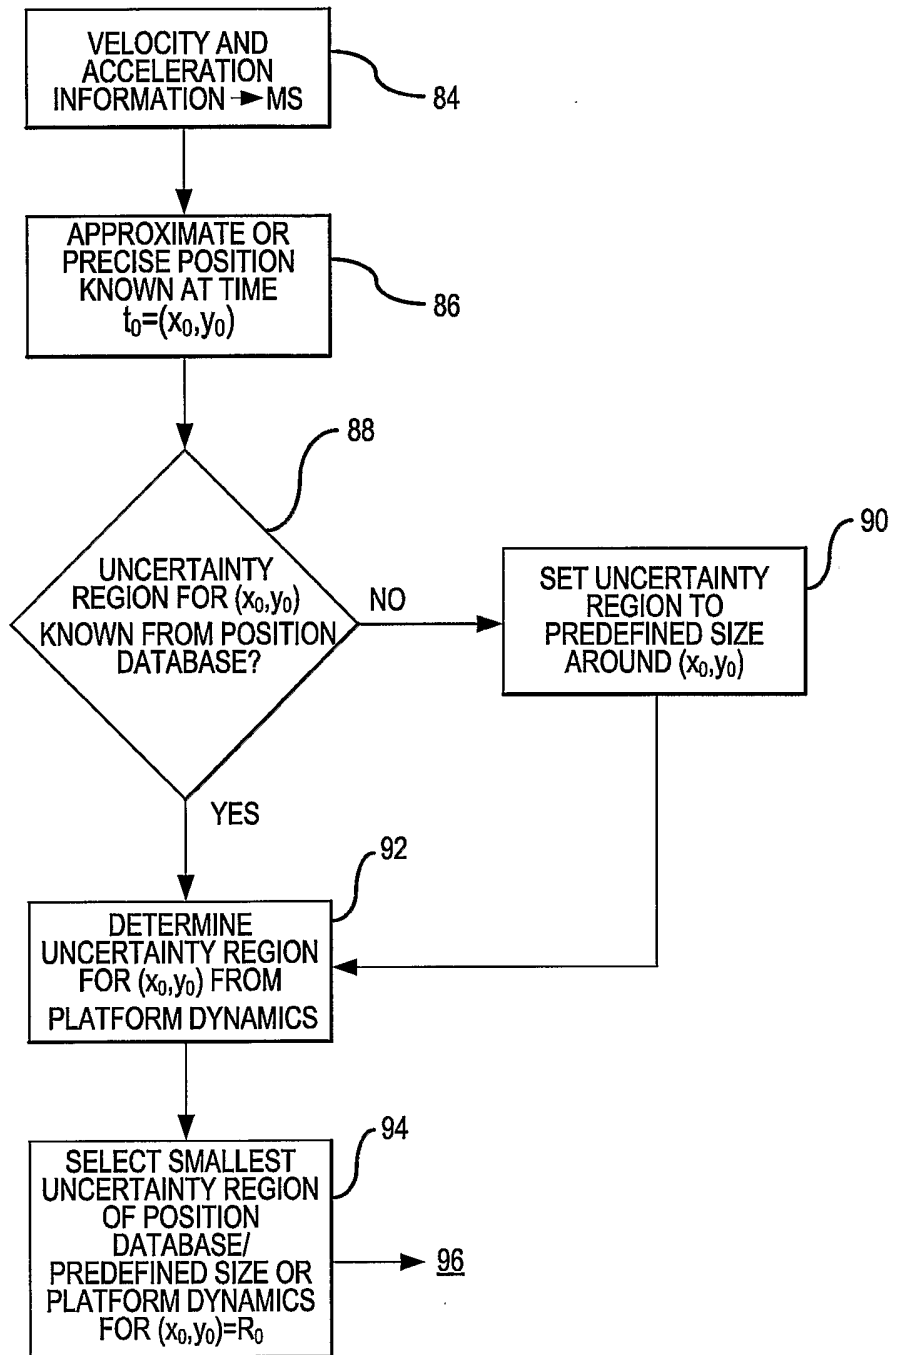 VELOCITY AND
ACCELERATION
INFORMATION → MS
84
APPROXIMATE OR
PRECISE POSITION
KNOWN AT TIME
t₀=(x₀,y₀)
86
88
UNCERTAINTY
REGION FOR (x₀,y₀)
KNOWN FROM POSITION
DATABASE?
NO
90
SET UNCERTAINTY
REGION TO
PREDEFINED SIZE
AROUND (x₀,y₀)
YES
92
DETERMINE
UNCERTAINTY REGION
FOR (x₀,y₀) FROM
PLATFORM DYNAMICS
94
SELECT SMALLEST
UNCERTAINTY REGION
OF POSITION
DATABASE/
PREDEFINED SIZE OR
PLATFORM DYNAMICS
FOR (x₀,y₀)=R₀
96